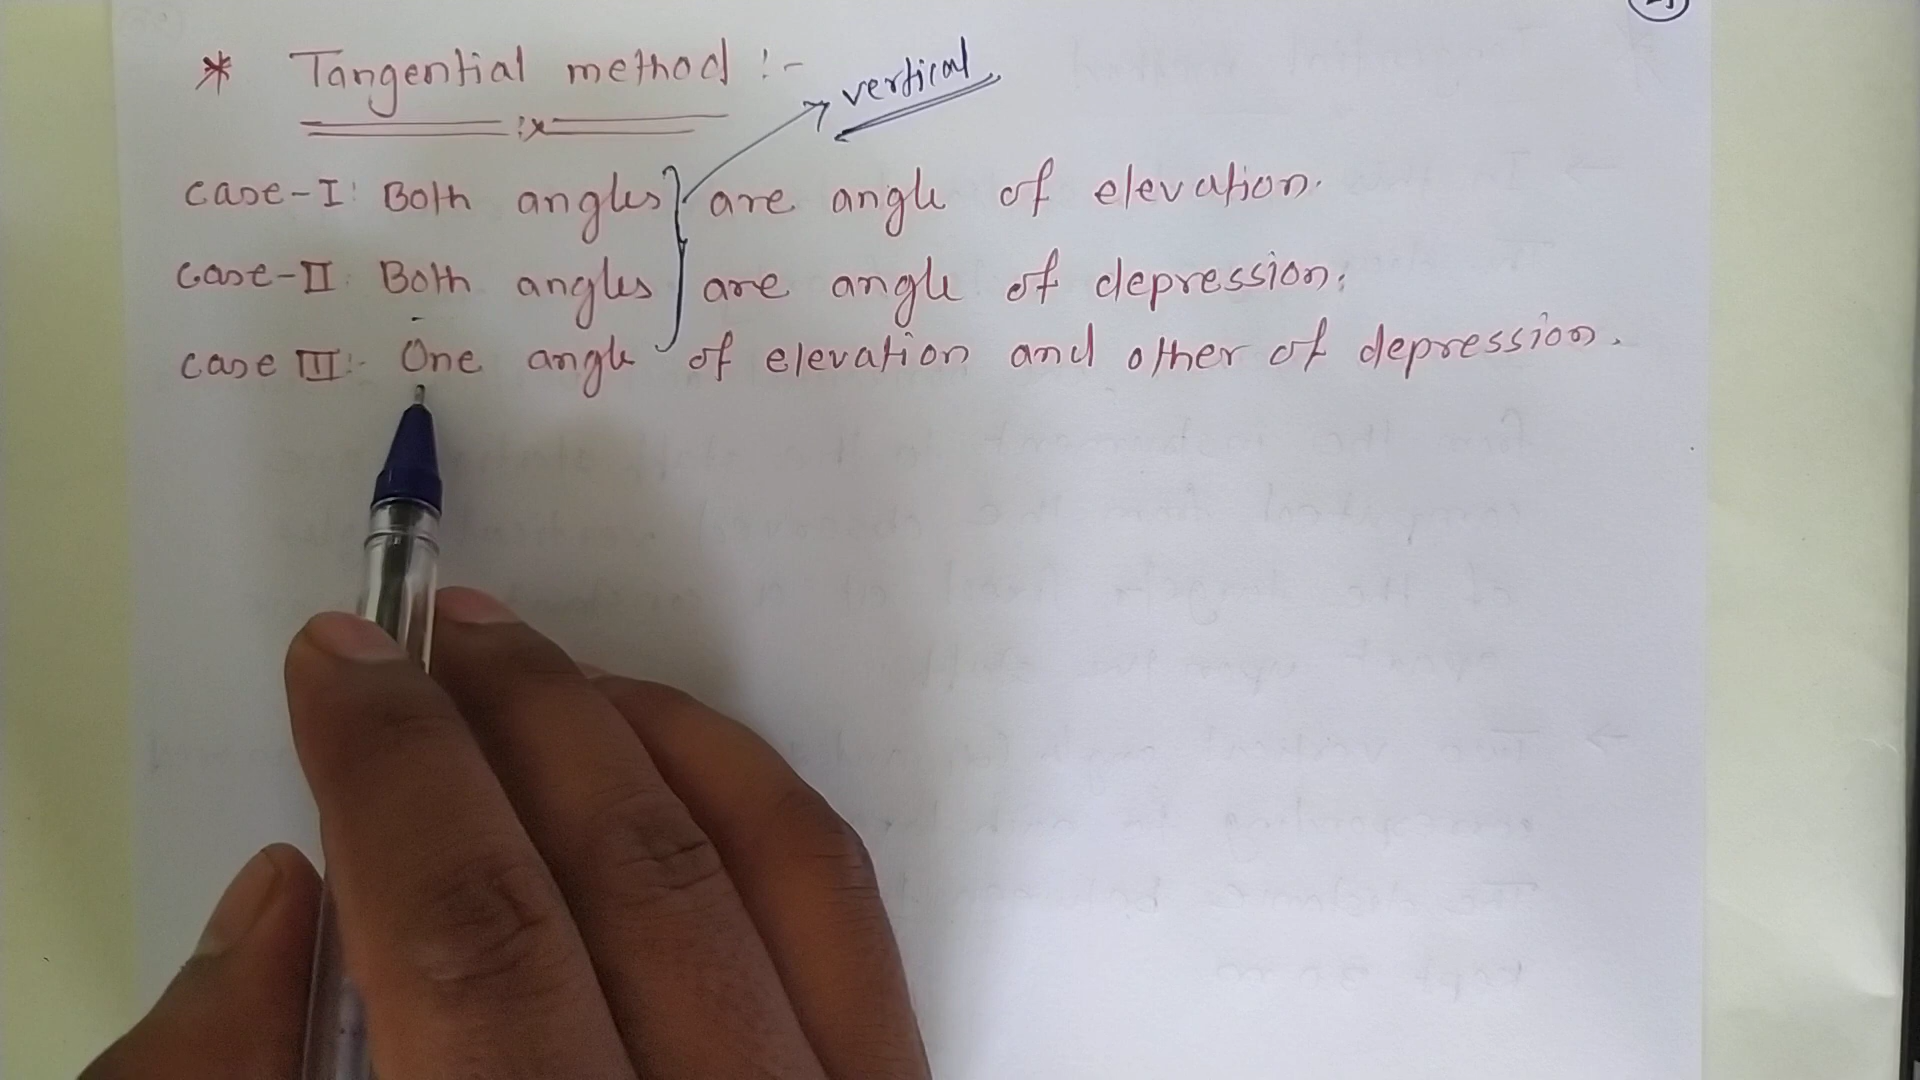 * Tangential method :-
vertical
case-I: Both angles are angle of elevation.
case-II: Both angles are angle of depression.
case III:- One angle of elevation and other of depression.